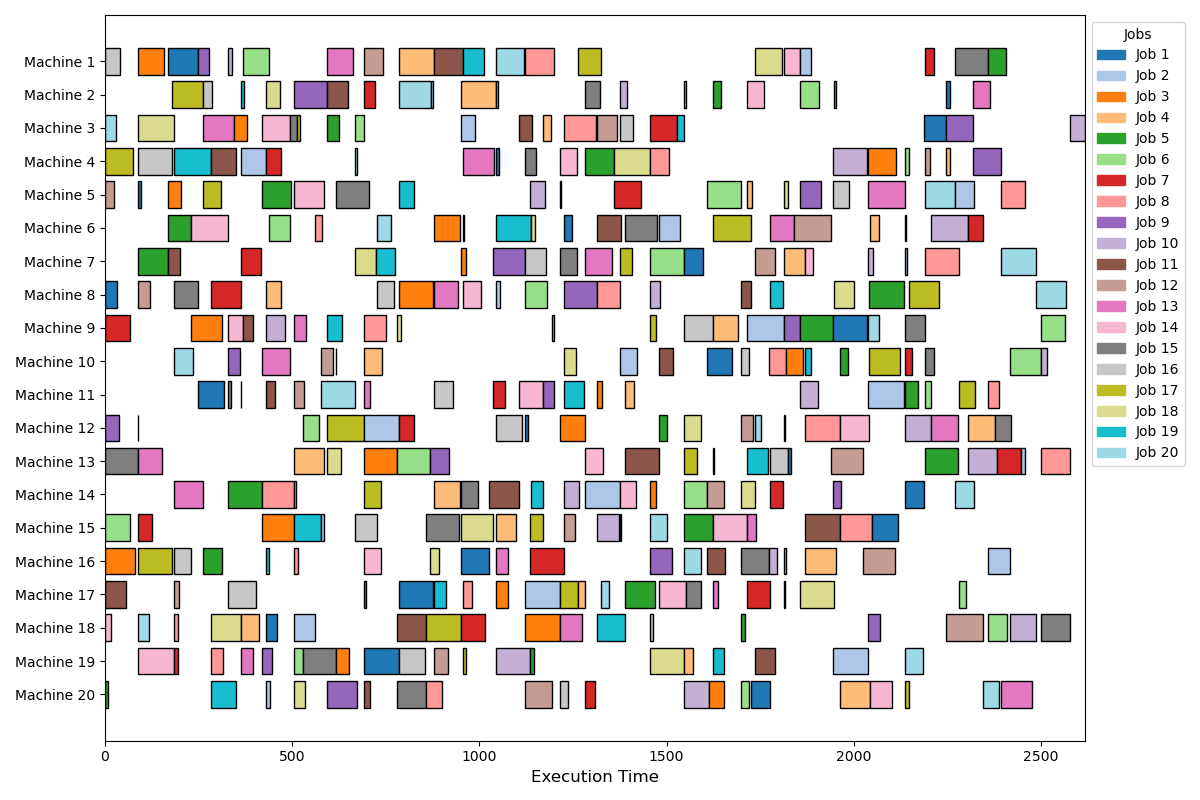 Machine 1
Machine 2
Machine 3
Machine 4
Machine 5
Machine 6
Machine 7
Machine 8
Machine 9
Machine 10
Machine 11
Machine 12
Machine 13
Machine 14
Machine 15
Machine 16
Machine 17
Machine 18
Machine 19
Machine 20
0 500 1000 1500 2000 2500
Execution Time
Jobs
Job 1
Job 2
Job 3
Job 4
Job 5
Job 6
Job 7
Job 8
Job 9
Job 10
Job 11
Job 12
Job 13
Job 14
Job 15
Job 16
Job 17
Job 18
Job 19
Job 20